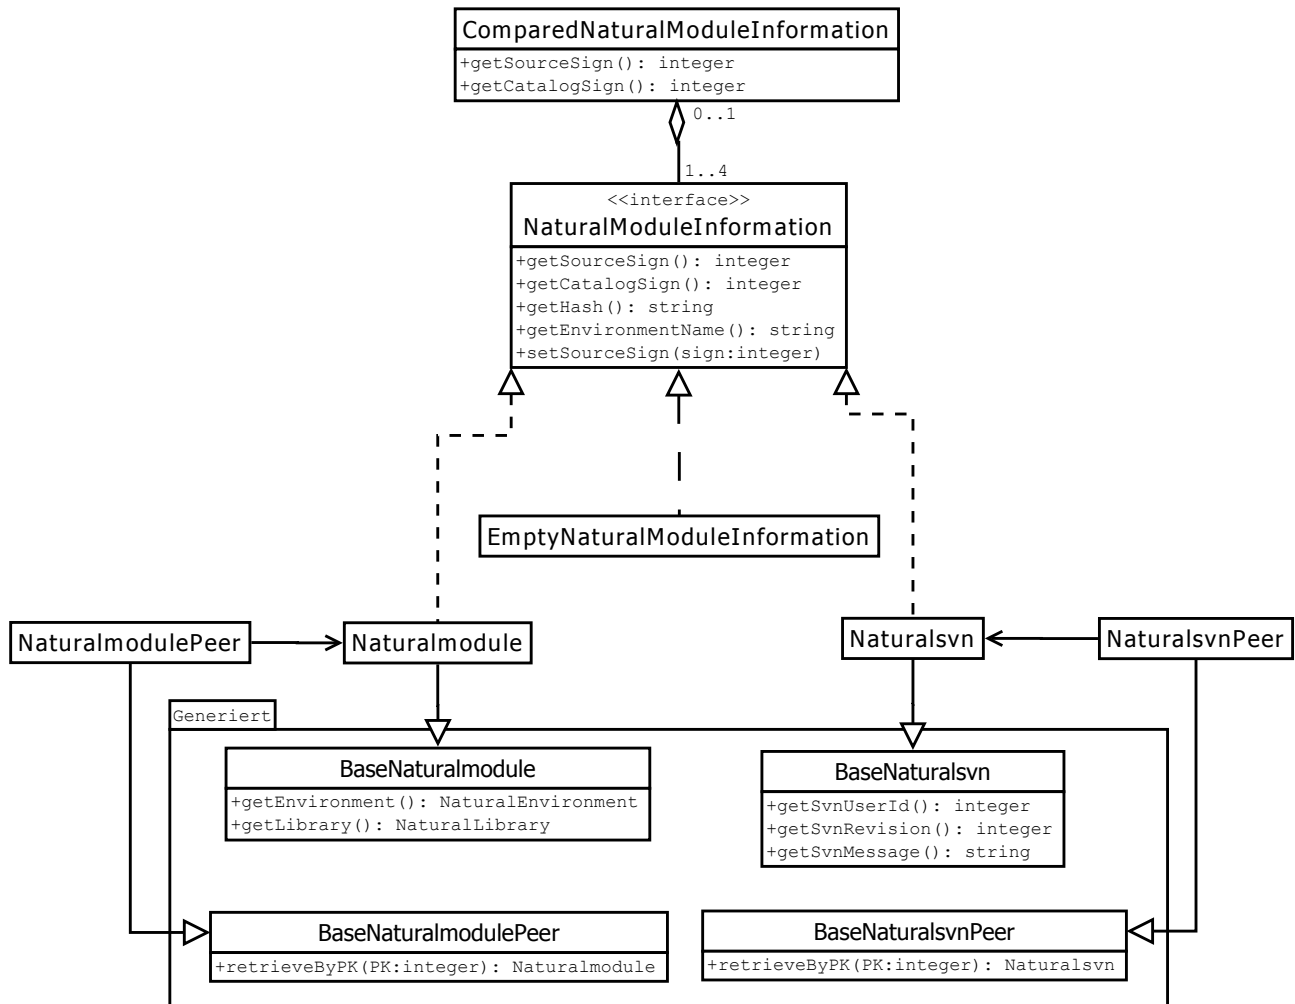 ComparedNaturalModuleInformation
+getSourceSign(): integer
+getCatalogSign(): integer
0..1
1..4
<<interface>>
NaturalModuleInformation
+getSourceSign(): integer
+getCatalogSign(): integer
+getHash(): string
+getEnvironmentName(): string
+setSourceSign(sign:integer)
EmptyNaturalModuleInformation
NaturalmodulePeer
Naturalmodule
Naturalsvn
NaturalsvnPeer
Generiert
BaseNaturalmodule
+getEnvironment(): NaturalEnvironment
+getLibrary(): NaturalLibrary
BaseNaturalsvn
+getSvnUserId(): integer
+getSvnRevision(): integer
+getSvnMessage(): string
BaseNaturalmodulePeer
+retrieveByPK(PK:integer): Naturalmodule
BaseNaturalsvnPeer
+retrieveByPK(PK:integer): Naturalsvn